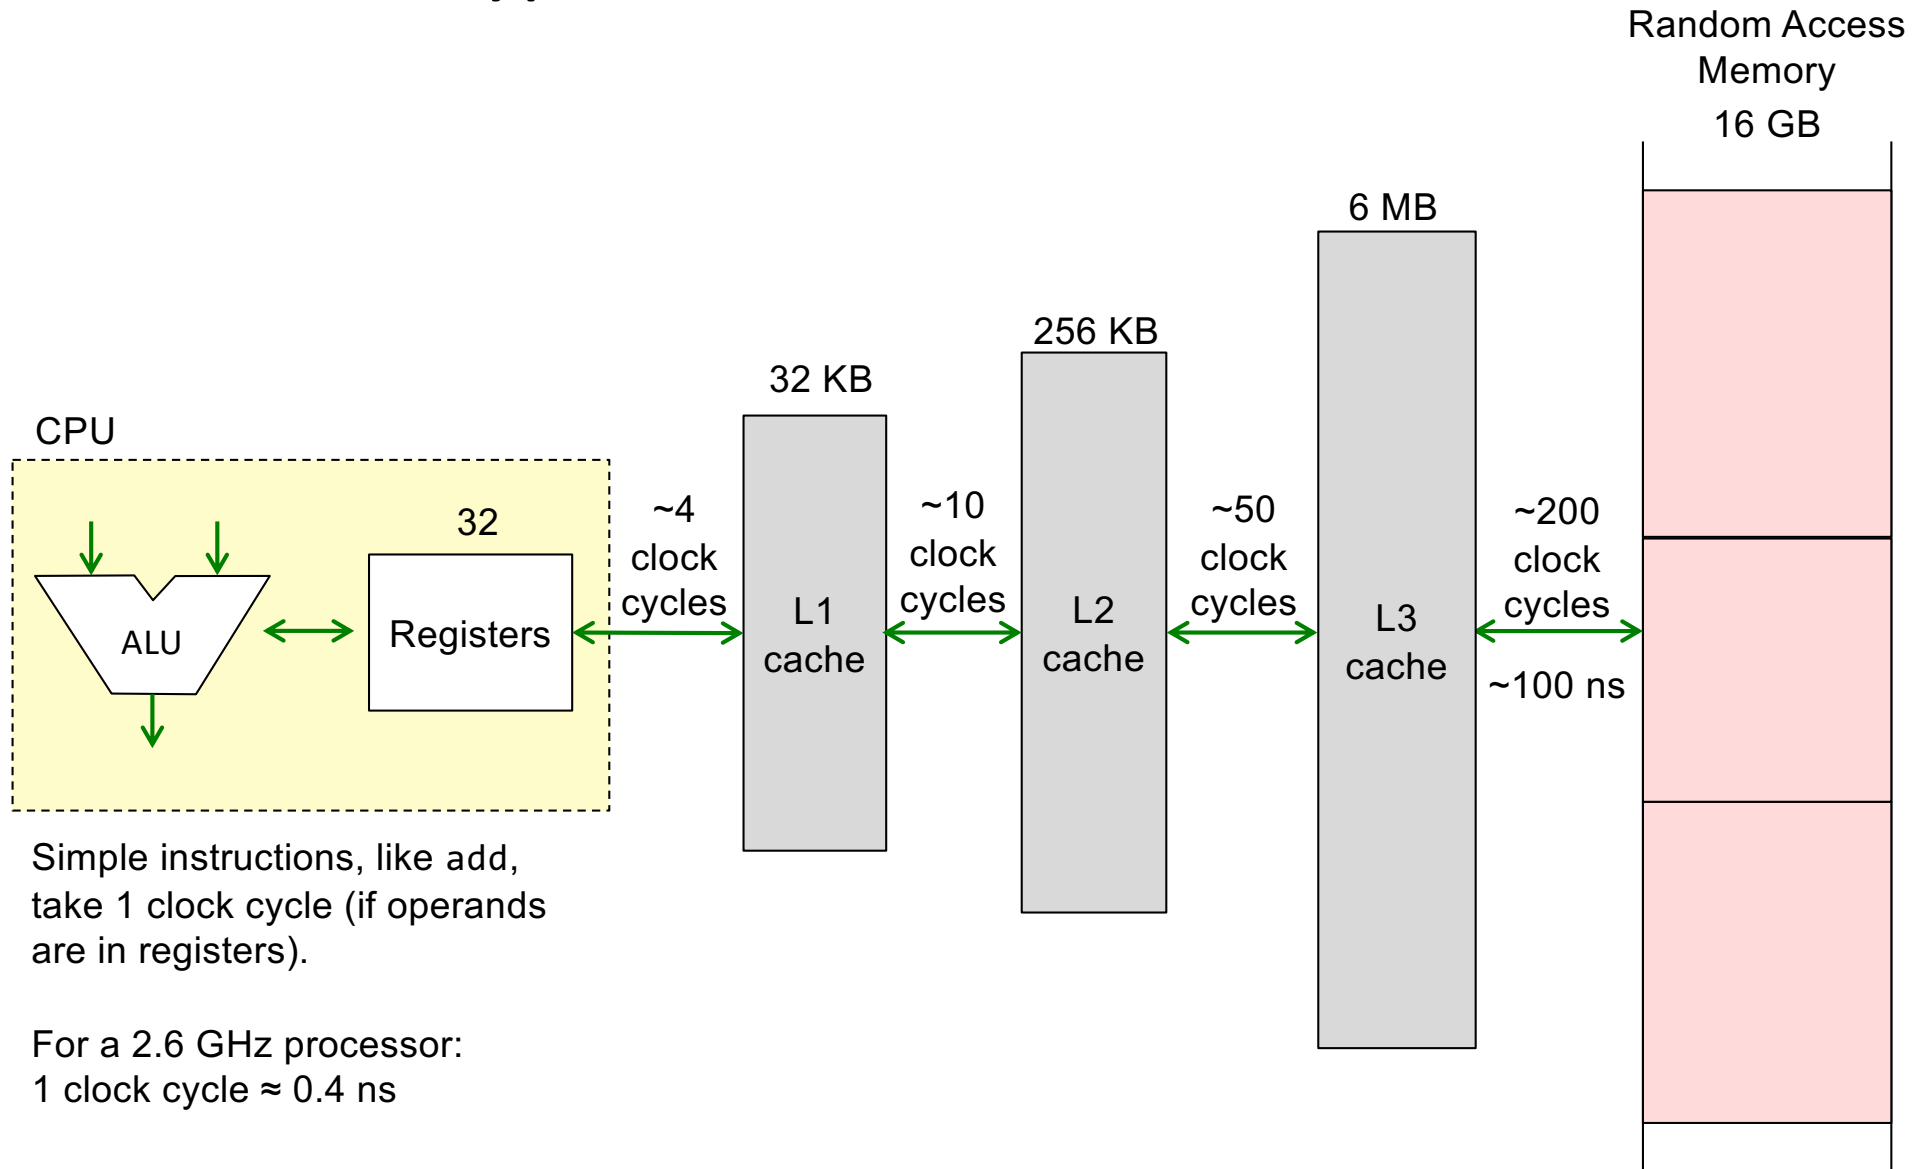 Random Access
Memory
16 GB
6 MB
256 KB
32 KB
CPU
32
~4
clock
cycles
~10
clock
cycles
~50
clock
cycles
~200
clock
cycles
~100 ns
ALU
Registers
L1
cache
L2
cache
L3
cache
Simple instructions, like add,
take 1 clock cycle (if operands
are in registers).
For a 2.6 GHz processor:
1 clock cycle ≈ 0.4 ns